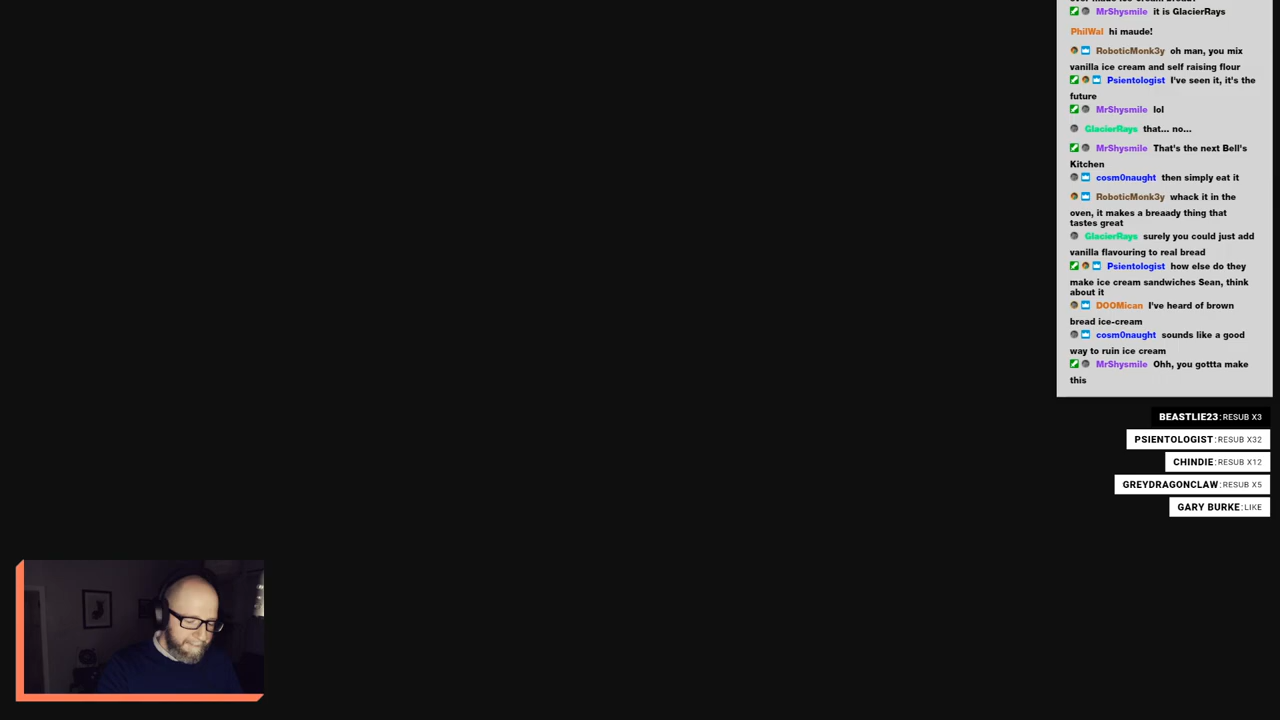 MrShysmile it is GlacierRays
PhilWal hi maude!
RoboticMonk3y oh man, you mix
vanilla ice cream and self raising flour
Psientologist I've seen it, it's the
future
MrShysmile lol
GlacierRays that... no...
MrShysmile That's the next Bell's
Kitchen
cosm0naught then simply eat it
RoboticMonk3y whack it in the
oven, it makes a breaady thing that
tastes great
GlacierRays surely you could just add
vanilla flavouring to real bread
Psientologist how else do they
make ice cream sandwiches Sean, think
about it
DOOMican I've heard of brown
bread ice-cream
cosm0naught sounds like a good
way to ruin ice cream
MrShysmile Ohh, you gottta make
this
BEASTLIE23: RESUB X3
PSIENTOLOGIST: RESUB X32
CHINDIE: RESUB X12
GREYDRAGONCLAW: RESUB X5
GARY BURKE: LIKE